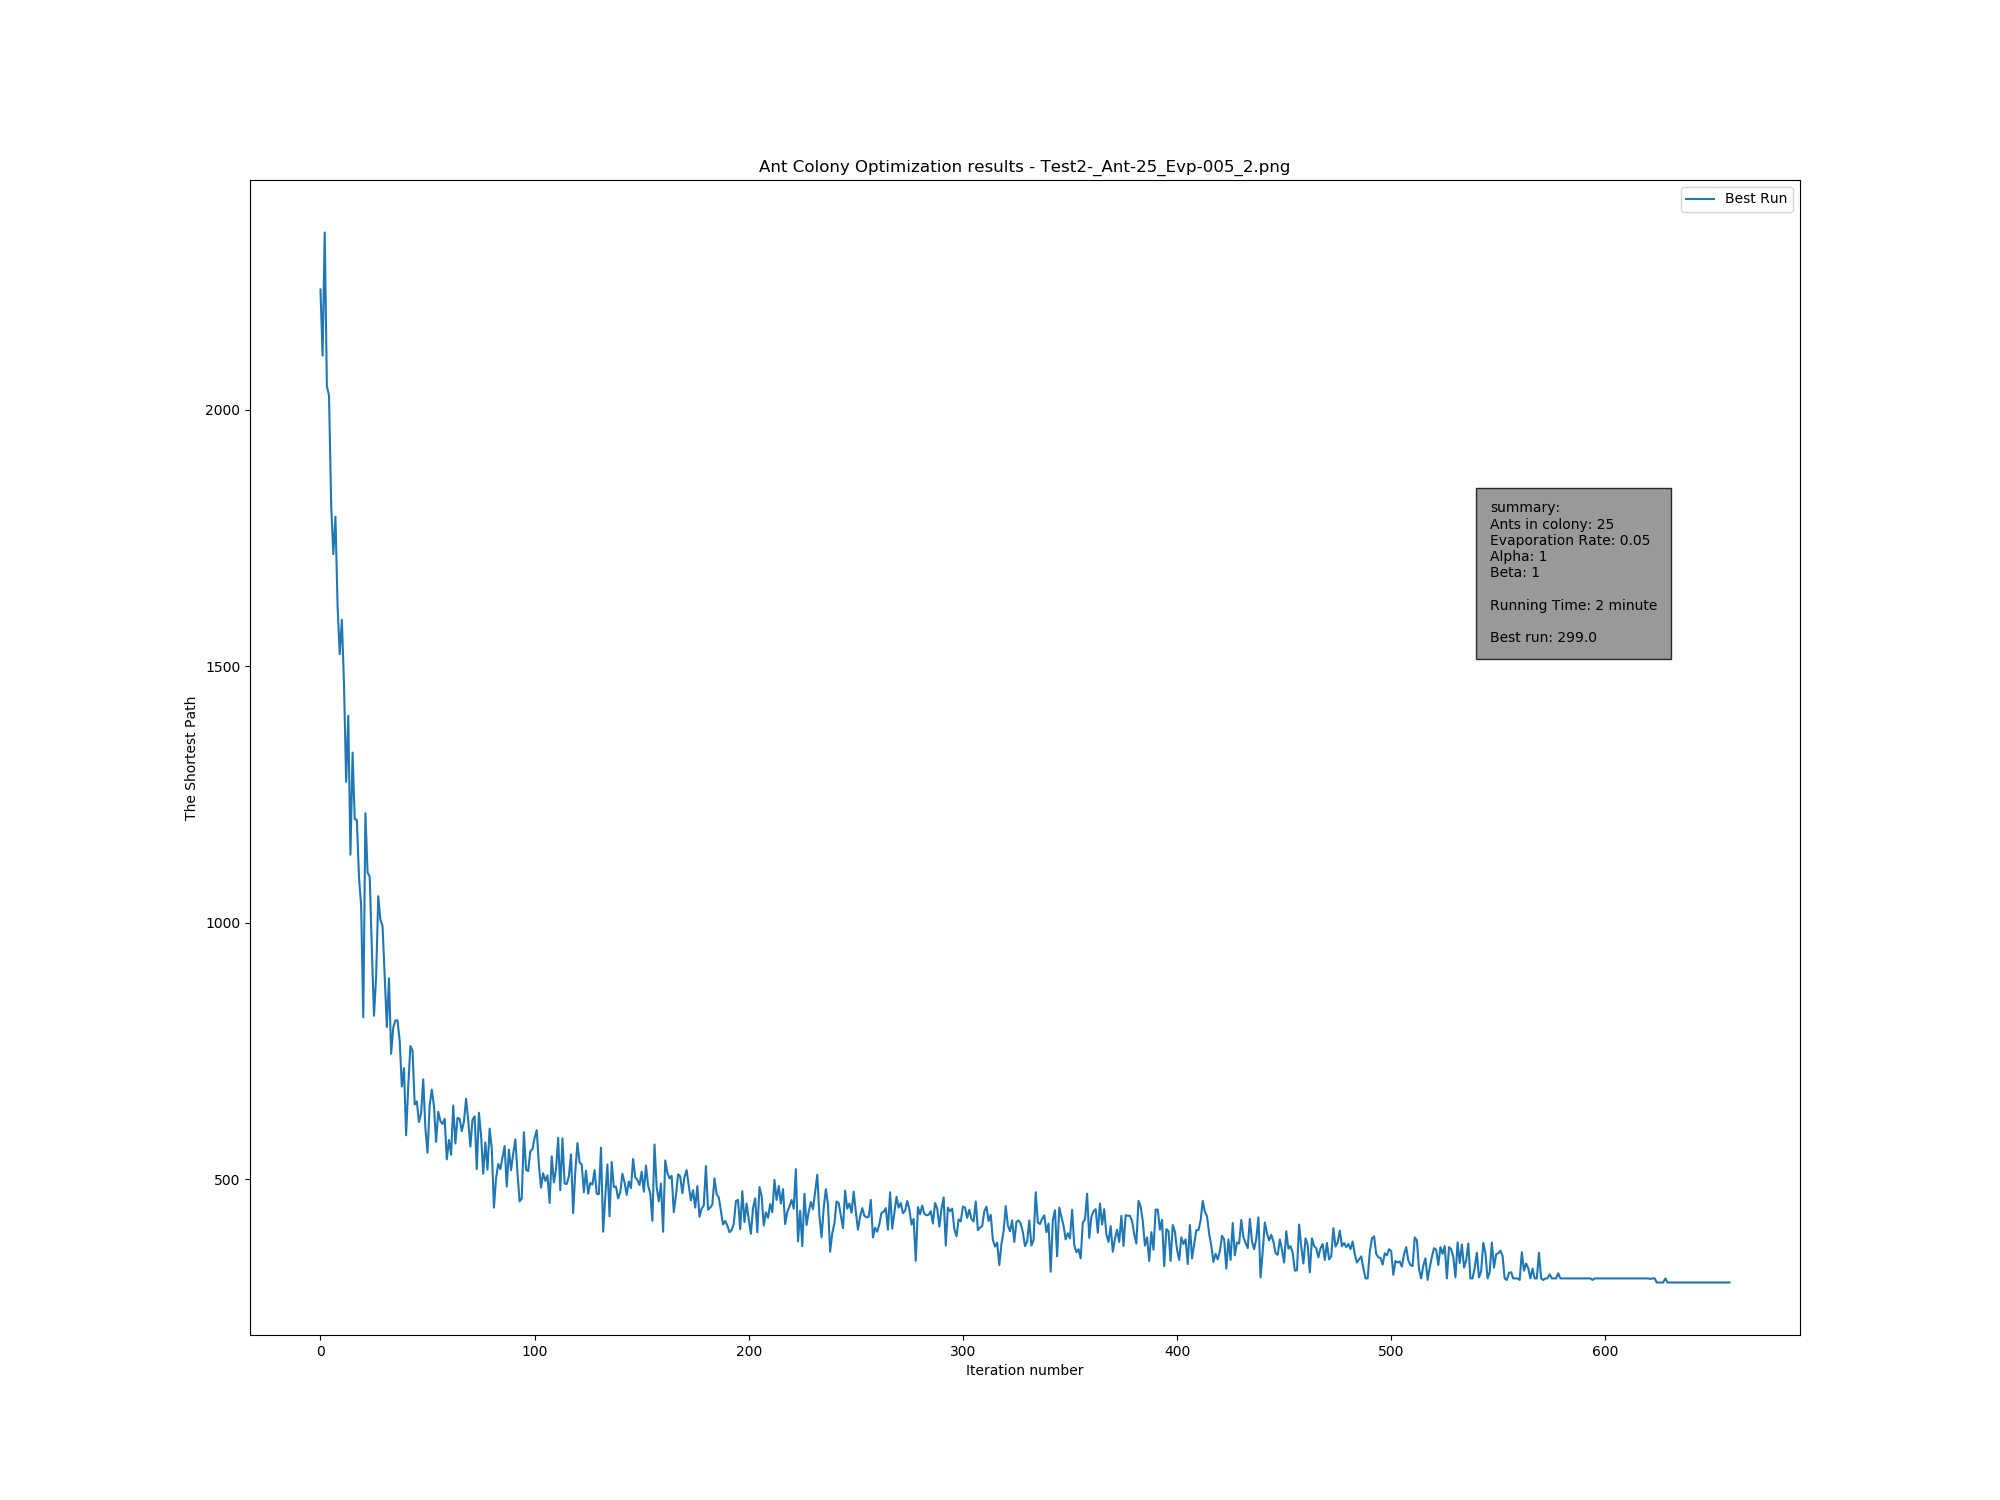 Ant Colony Optimization results - Test2-_Ant-25_Evp-005_2.png
Best Run
2000
1500
1000
500
The Shortest Path
summary:
Ants in colony: 25
Evaporation Rate: 0.05
Alpha: 1
Beta: 1
Running Time: 2 minute
Best run: 299.0
0 100 200 300 400 500 600
Iteration number